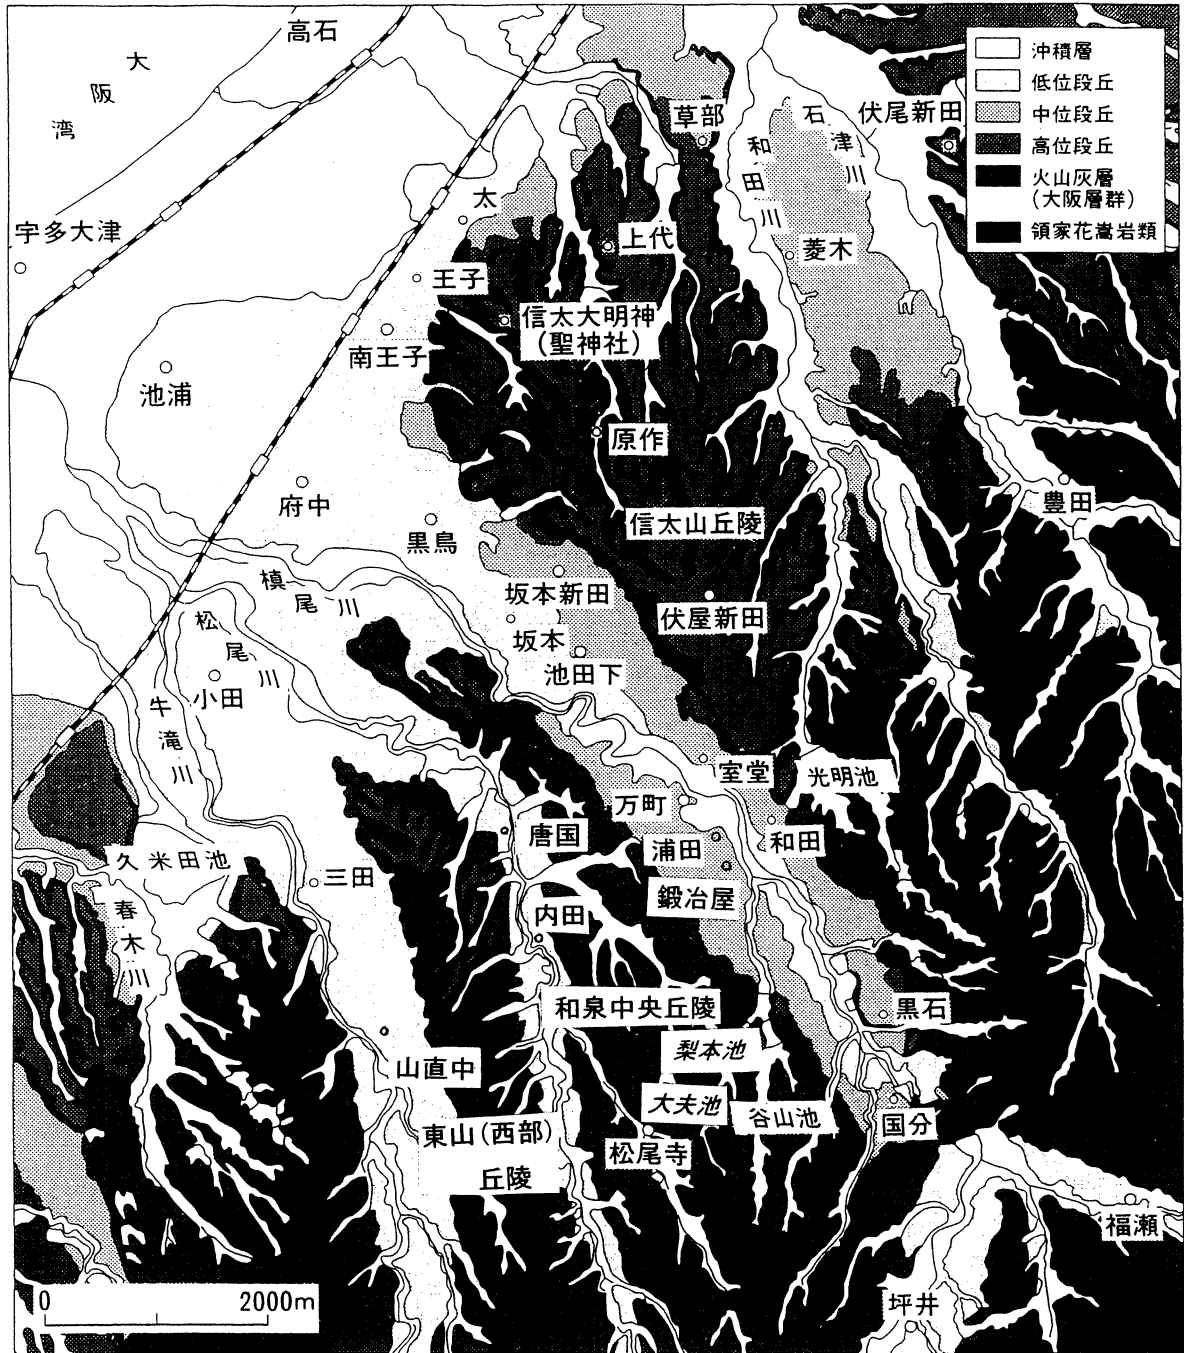 高石
大阪湾
沖積層
低位段丘
中位段丘
高位段丘
火山灰層
(大阪層群)
領家花崗岩類
草部
石津川
伏尾新田
和田川
太
宇多大津
上代
菱木
王子
信太大明神
(聖神社)
南王子
池浦
原作
府中
黒鳥
信太山丘陵
豊田
槙尾川
坂本新田
伏屋新田
松尾川
坂本
池田下
小田
牛滝川
室堂
光明池
万町
唐国
浦田
和田
久米田池
三田
鍛冶屋
春木川
内田
和泉中央丘陵
黒石
梨本池
山直中
大夫池
谷山池
国分
東山(西部)
丘陵
松尾寺
福瀬
坪井
0 2000m